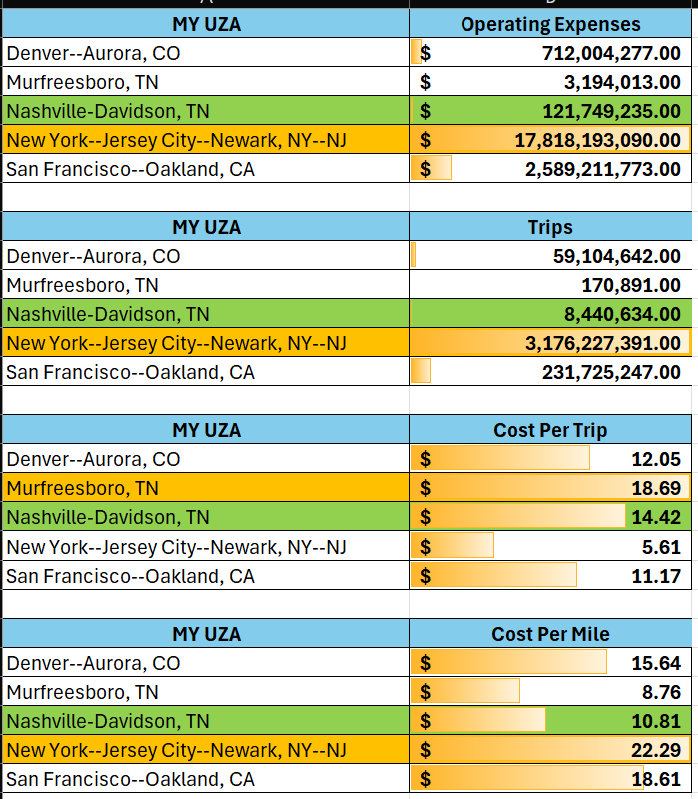 MY UZA Operating Expenses
Denver--Aurora, CO $ 712,004,277.00
Murfreesboro, TN $ 3,194,013.00
Nashville-Davidson, TN $ 121,749,235.00
New York--Jersey City--Newark, NY--NJ $ 17,818,193,090.00
San Francisco--Oakland, CA $ 2,589,211,773.00
MY UZA Trips
Denver--Aurora, CO 59,104,642.00
Murfreesboro, TN 170,891.00
Nashville-Davidson, TN 8,440,634.00
New York--Jersey City--Newark, NY--NJ 3,176,227,391.00
San Francisco--Oakland, CA 231,725,247.00
MY UZA Cost Per Trip
Denver--Aurora, CO $ 12.05
Murfreesboro, TN $ 18.69
Nashville-Davidson, TN $ 14.42
New York--Jersey City--Newark, NY--NJ $ 5.61
San Francisco--Oakland, CA $ 11.17
MY UZA Cost Per Mile
Denver--Aurora, CO $ 15.64
Murfreesboro, TN $ 8.76
Nashville-Davidson, TN $ 10.81
New York--Jersey City--Newark, NY--NJ $ 22.29
San Francisco--Oakland, CA $ 18.61